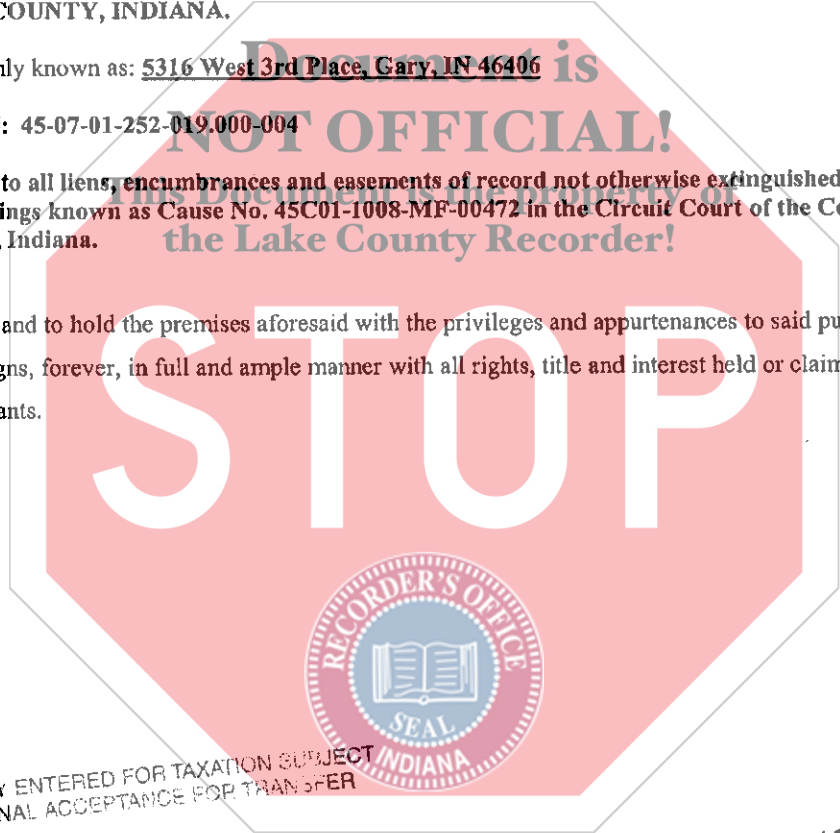 COUNTY, INDIANA.
nly known as: 5316 West 3rd Place, Gary, IN 46406
Document is
: 45-07-01-252-019.000-004
NOT OFFICIAL!
to all liens, encumbrances and easements of record not otherwise extinguished
This Document is the property of
ings known as Cause No. 45C01-1008-MF-00472 in the Circuit Court of the Co
, Indiana.
the Lake County Recorder!
and to hold the premises aforesaid with the privileges and appurtenances to said pu
gns, forever, in full and ample manner with all rights, title and interest held or claim
ants.
STOP
RECORDER'S OFFICE
SEAL
INDIANA
Y ENTERED FOR TAXATION SUBJECT
NAL ACCEPTANCE FOR TRANSFER